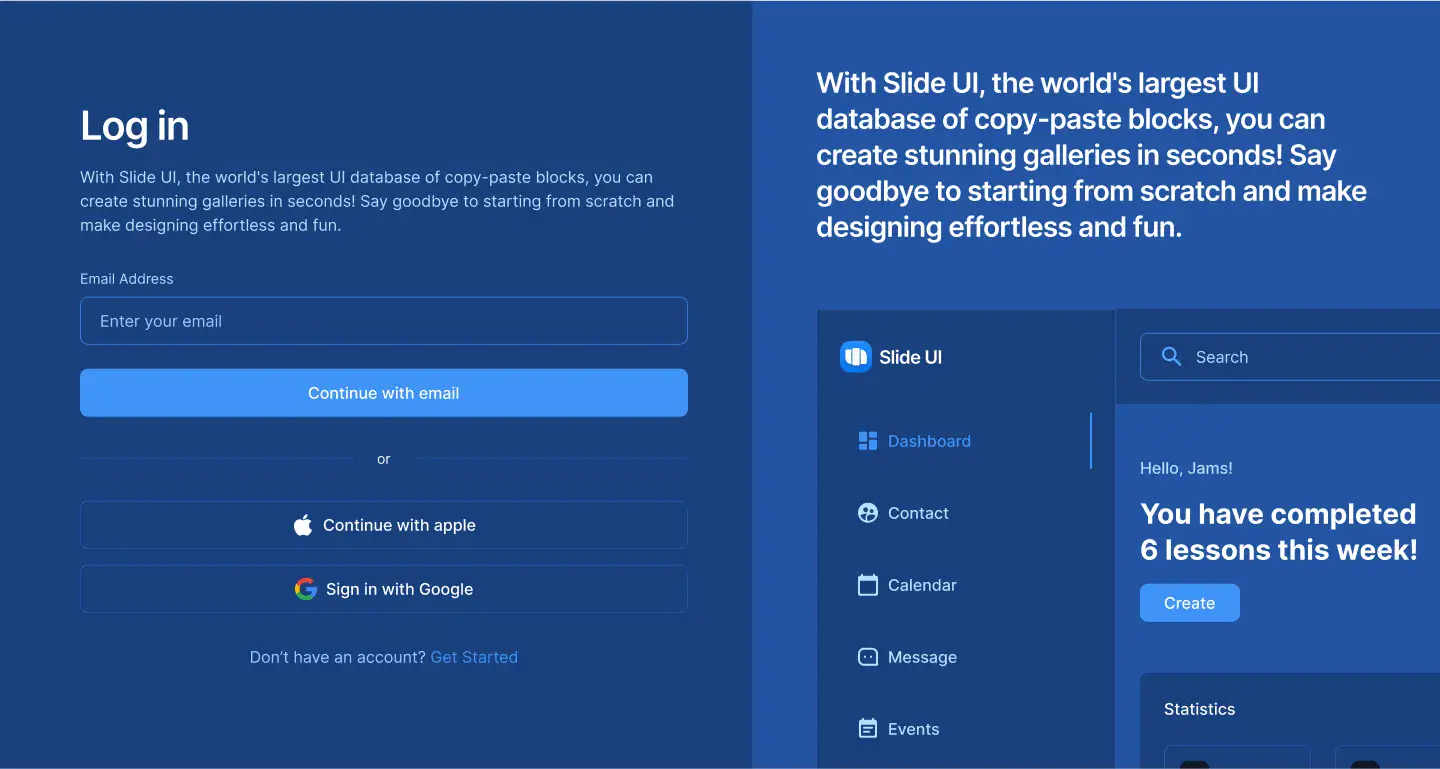 Log in
With Slide UI, the world's largest UI database of copy-paste blocks, you can
create stunning galleries in seconds! Say goodbye to starting from scratch and
make designing effortless and fun.
Email Address
Enter your email
Continue with email
or
Continue with apple
Sign in with Google
Don’t have an account? Get Started
With Slide UI, the world's largest UI
database of copy-paste blocks, you can
create stunning galleries in seconds! Say
goodbye to starting from scratch and make
designing effortless and fun.
Slide UI
Dashboard
Contact
Calendar
Message
Events
Search
Hello, Jams!
You have completed
6 lessons this week!
Create
Statistics